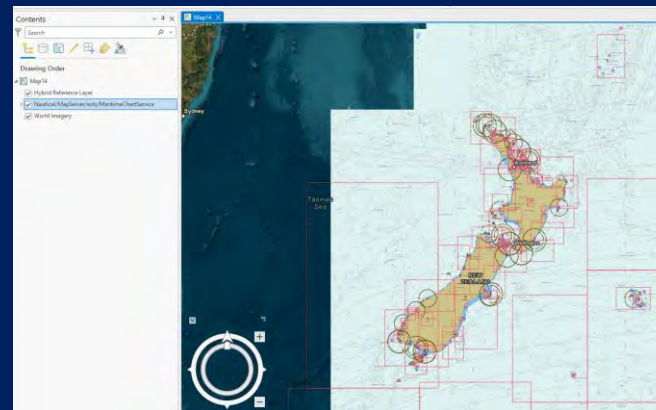 Contents
Search
Drawing Order
Map14
Hybrid Reference Layer
Nautical/MapServer/exts/MaritimeChartService
World Imagery
Map14
Sydney
Tasman
Sea
NEW
ZEALAND